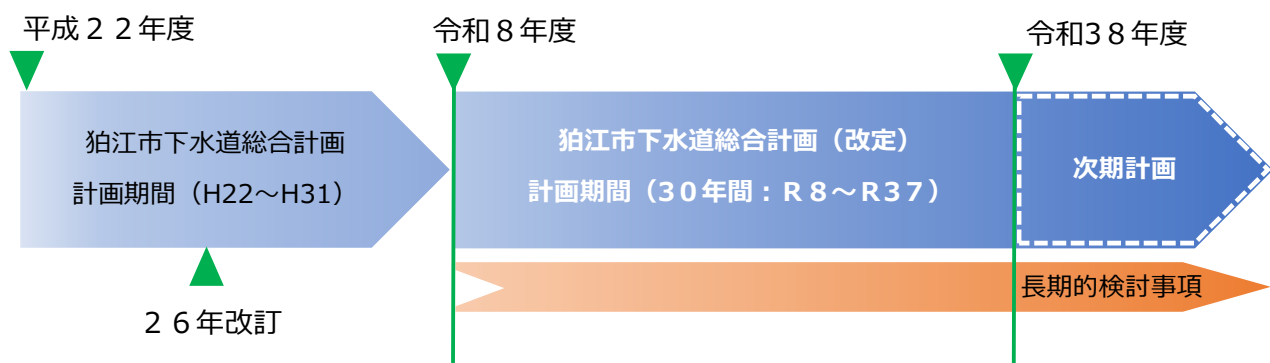 平成２２年度
令和８年度
令和3８年度
狛江市下水道総合計画
計画期間（H22～H31）
狛江市下水道総合計画（改定）
計画期間（3０年間：Ｒ８～Ｒ3７）
次期計画
長期的検討事項
２６年改訂